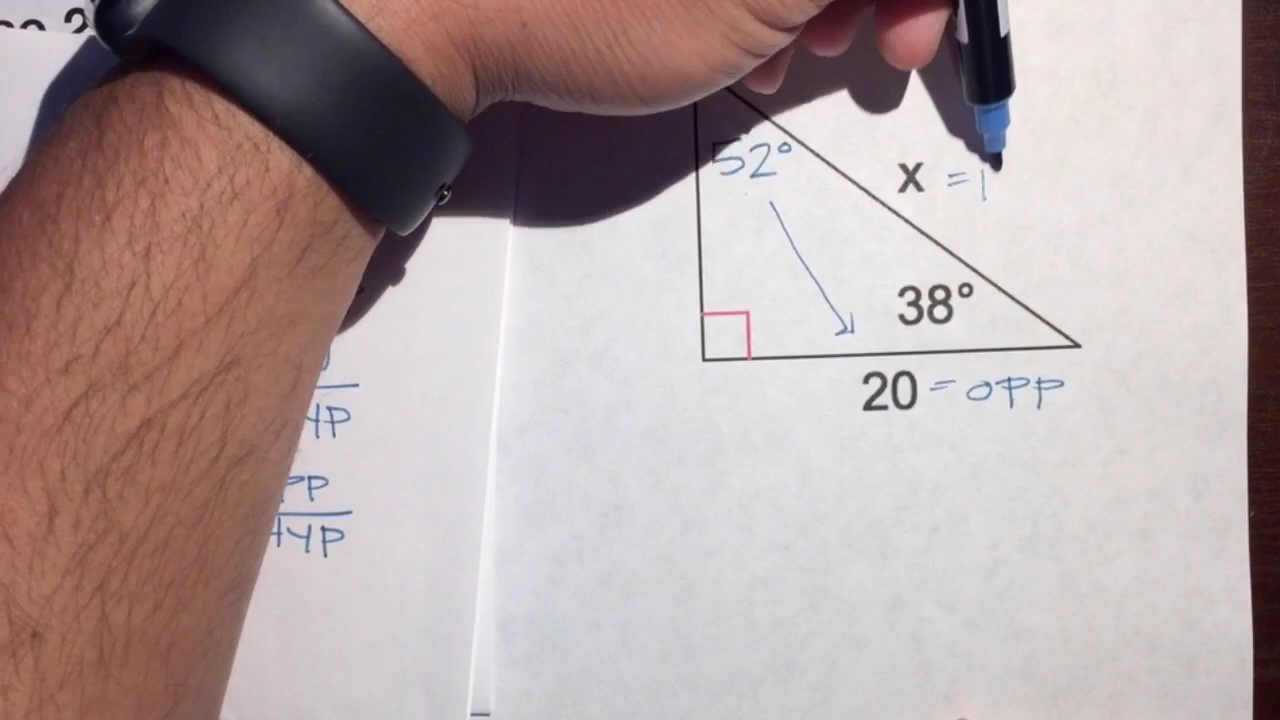 52°
x =
38°
20 = OPP
HYP
PP
HYP